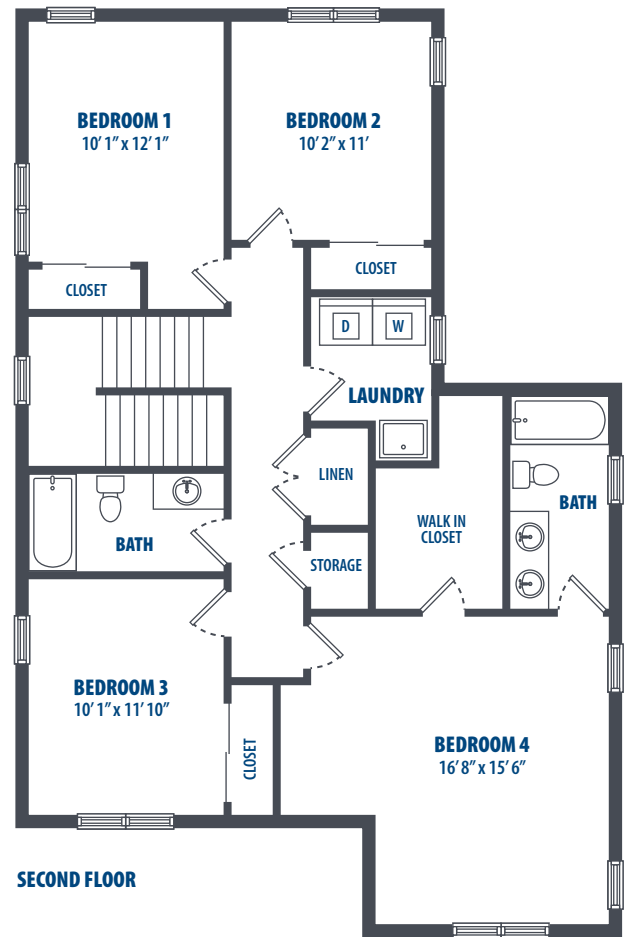 BEDROOM 1
10’ 1” x 12’ 1”
BEDROOM 2
10’ 2” x 11’
CLOSET
CLOSET
D
W
LAUNDRY
LINEN
WALK IN
CLOSET
BATH
BATH
STORAGE
BEDROOM 3
10’ 1” x 11’ 10”
CLOSET
BEDROOM 4
16’ 8” x 15’ 6”
SECOND FLOOR